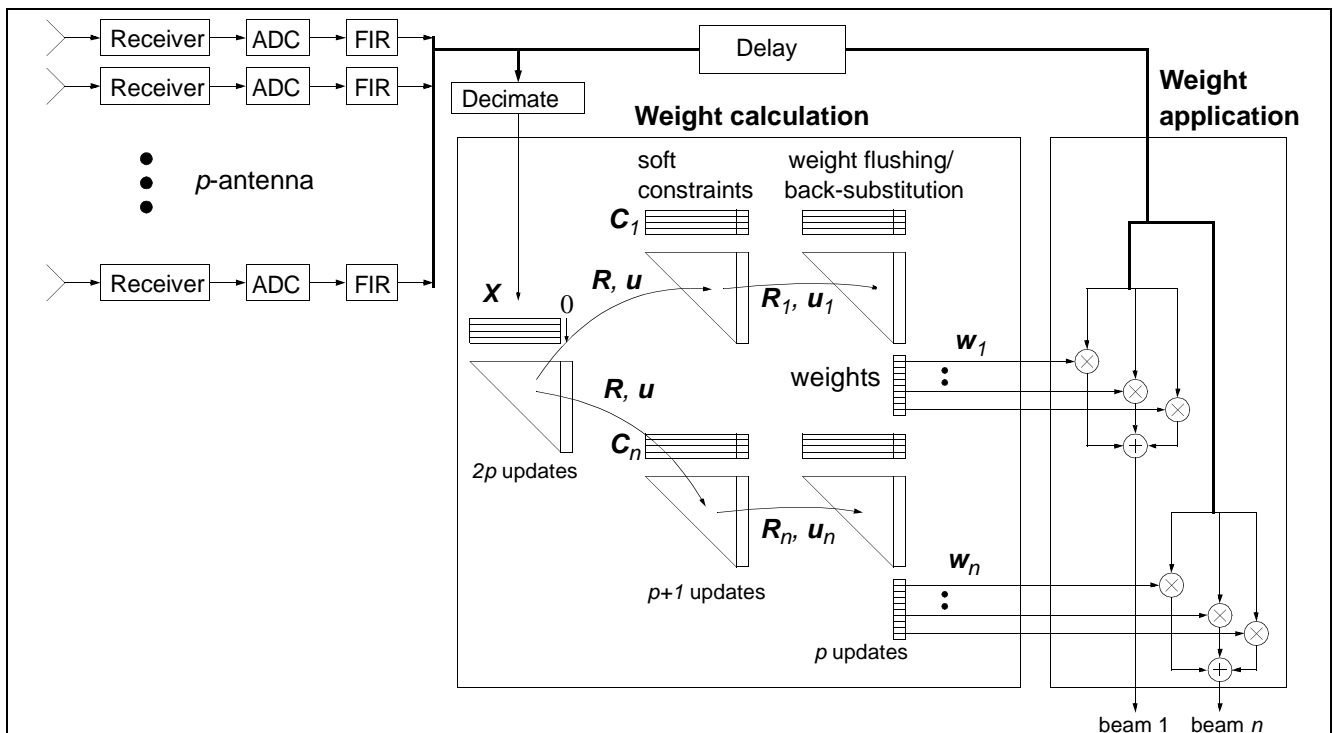 Receiver ADC FIR
Receiver ADC FIR
p-antenna
Receiver ADC FIR
Delay
Decimate
Weight calculation
Weight
application
soft
constraints
weight flushing/
back-substitution
C1
X
0
R, u
R1, u1
2p updates
R, u
weights
w1
Cn
Rn, un
p+1 updates
wn
p updates
beam 1
beam n